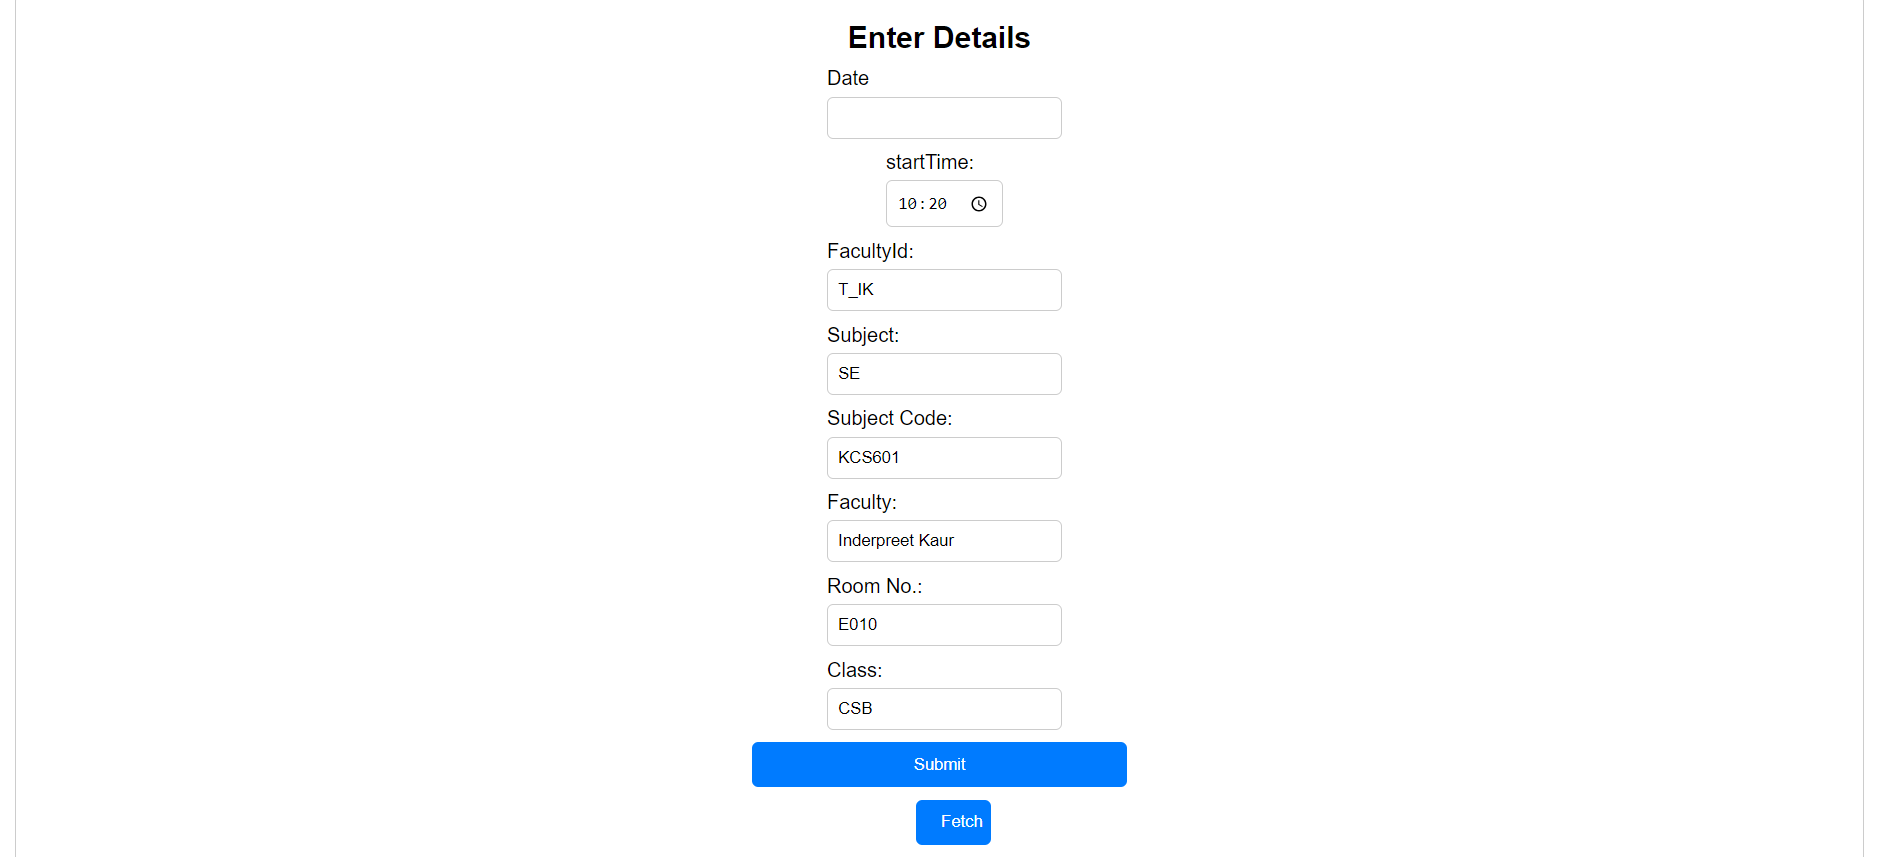 Enter Details
Date
startTime:
10:20
FacultyId:
T_IK
Subject:
SE
Subject Code:
KCS601
Faculty:
Inderpreet Kaur
Room No.:
E010
Class:
CSB
Submit
Fetch